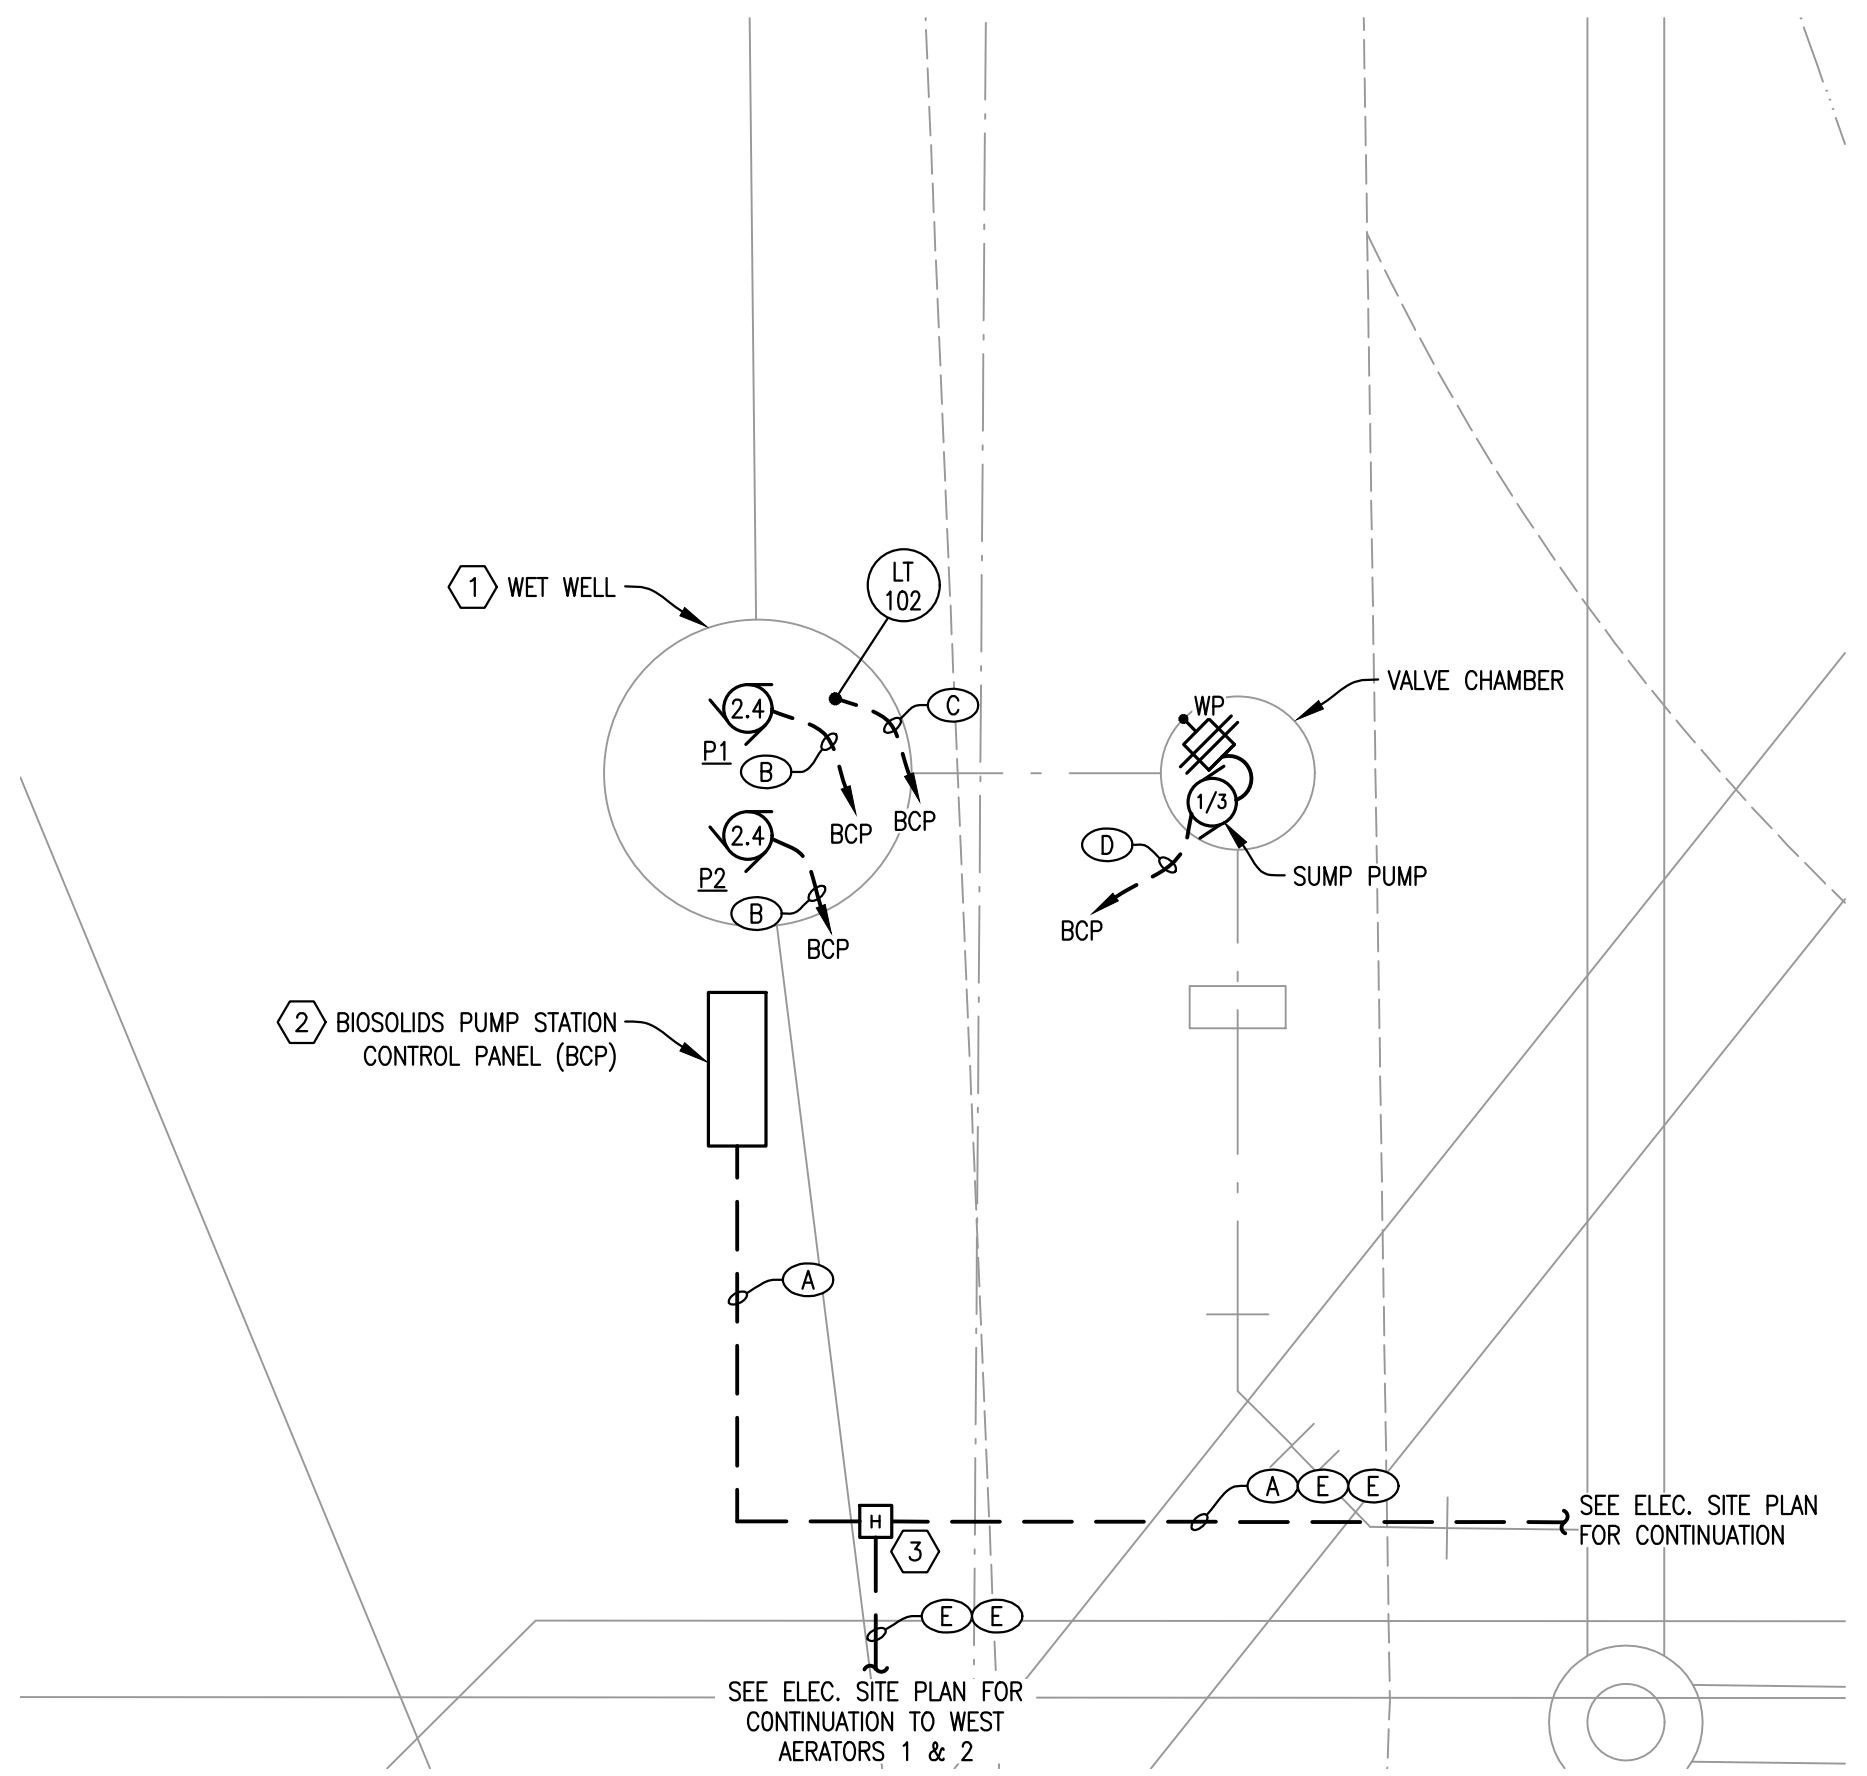 1 WET WELL
LT
102
VALVE CHAMBER
WP
C
2.4
P1
B
1/3
BCP
BCP
2.4
D
P2
SUMP PUMP
B
BCP
BCP
2 BIOSOLIDS PUMP STATION
CONTROL PANEL (BCP)
A
A E E
SEE ELEC. SITE PLAN
FOR CONTINUATION
H
3
E E
SEE ELEC. SITE PLAN FOR
CONTINUATION TO WEST
AERATORS 1 & 2